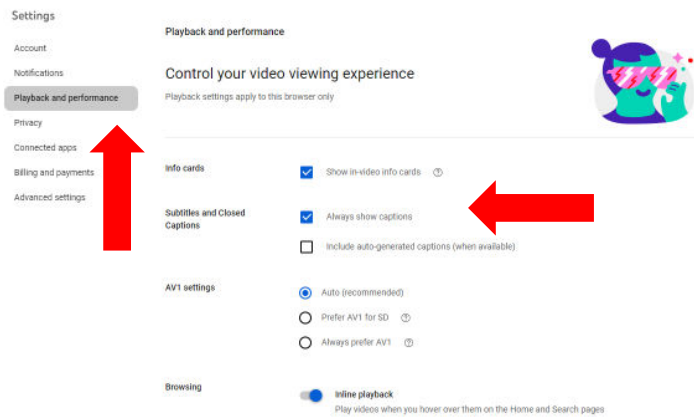 Settings
Account
Notifications
Playback and performance
Privacy
Connected apps
Billing and payments
Advanced settings
Playback and performance
Control your video viewing experience
Playback settings apply to this browser only
Info cards
Show in-video info cards
Subtitles and Closed
Captions
Always show captions
Include auto-generated captions (when available)
AV1 settings
Auto (recommended)
Prefer AV1 for SD
Always prefer AV1
Browsing
Inline playback
Play videos when you hover over them on the Home and Search pages